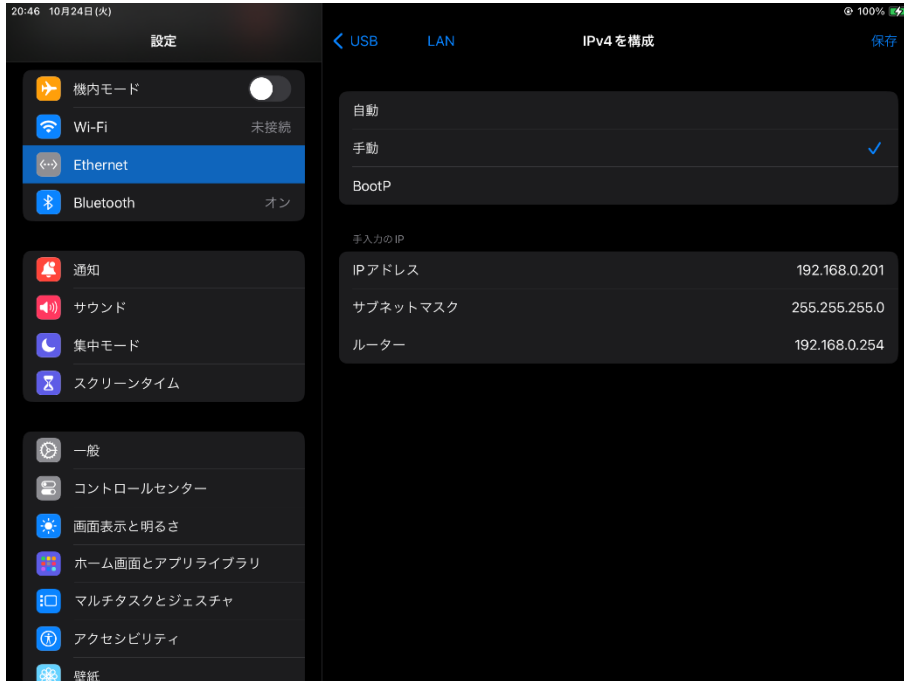 20:46 10月24日(火)
100%
設定
機内モード
Wi-Fi 未接続
Ethernet
Bluetooth オン
通知
サウンド
集中モード
スクリーンタイム
一般
コントロールセンター
画面表示と明るさ
ホーム画面とアプリライブラリ
マルチタスクとジェスチャ
アクセシビリティ
壁紙
USB LAN IPv4を構成 保存
自動
手動
BootP
手入力のIP
IPアドレス 192.168.0.201
サブネットマスク 255.255.255.0
ルーター 192.168.0.254